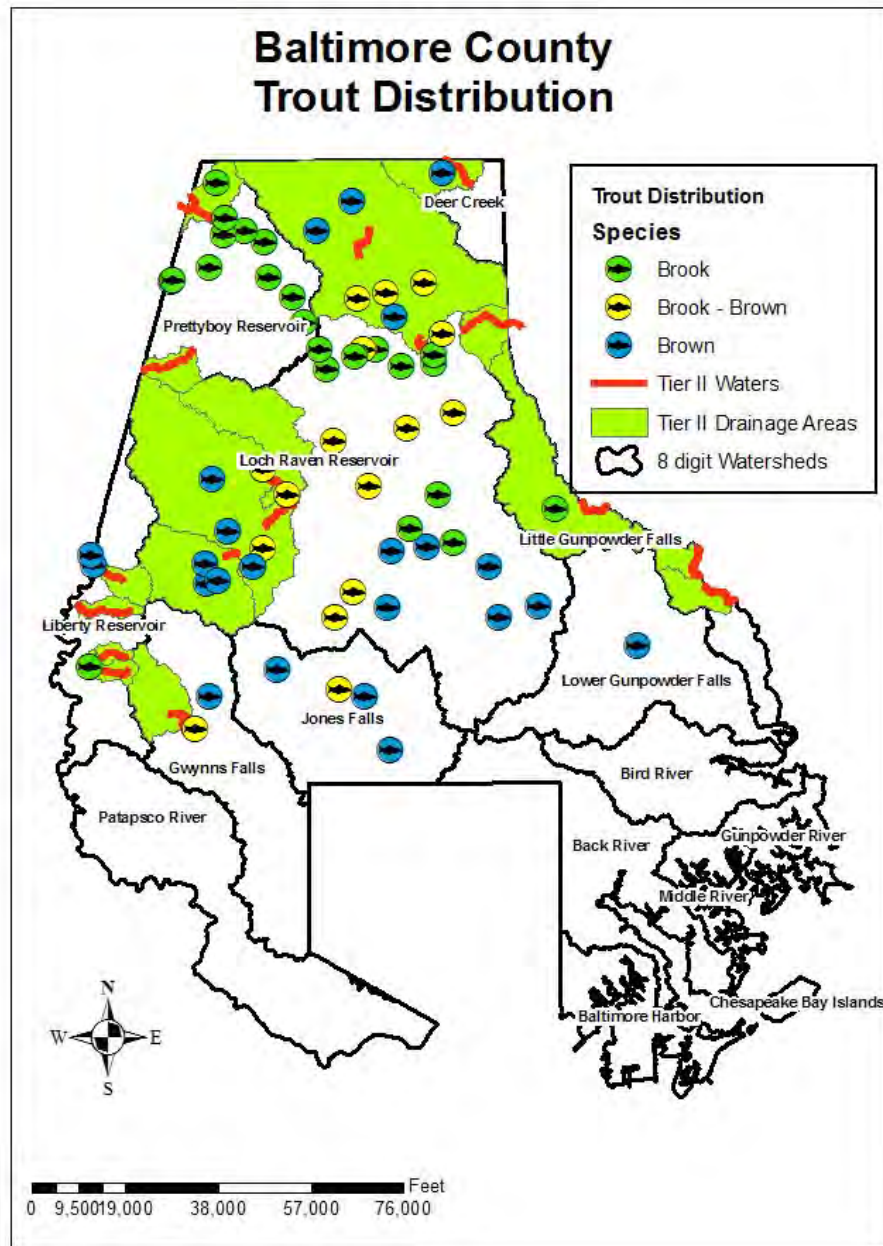 Baltimore County
Trout Distribution
Trout Distribution
Species
Brook
Brook - Brown
Brown
Tier II Waters
Tier II Drainage Areas
8 digit Watersheds
Deer Creek
Prettyboy Reservoir
Loch Raven Reservoir
Little Gunpowder Falls
Liberty Reservoir
Lower Gunpowder Falls
Jones Falls
Gwynns Falls
Bird River
Patapsco River
Gunpowder River
Back River
Middle River
Chesapeake Bay Islands
Baltimore Harbor
N
W
E
S
Feet
0 9,500 19,000 38,000 57,000 76,000